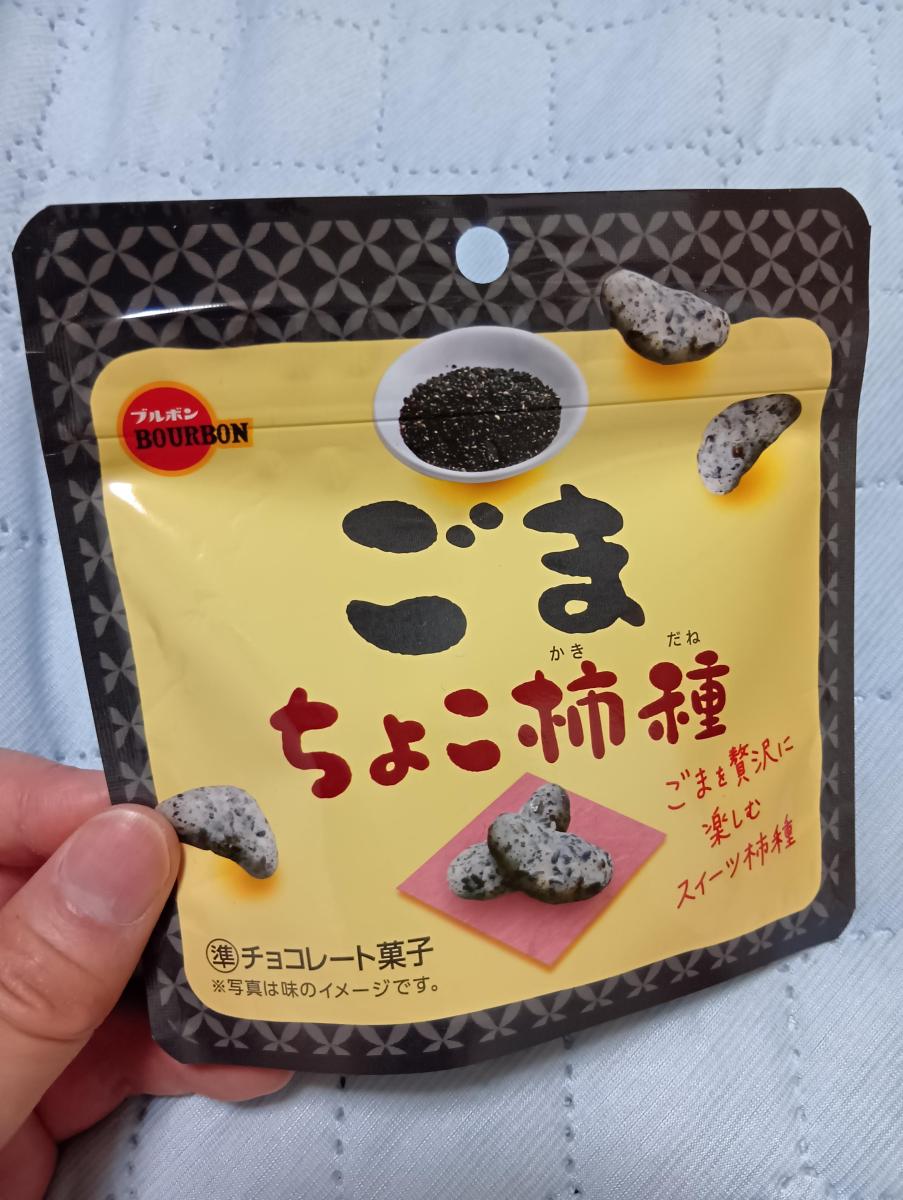 ブルボン
BOURBON
ごま
かき だね
ちょこ柿種
ごまを贅沢に
楽しむ
スイーツ柿種
㊜チョコレート菓子
※写真は味のイメージです。